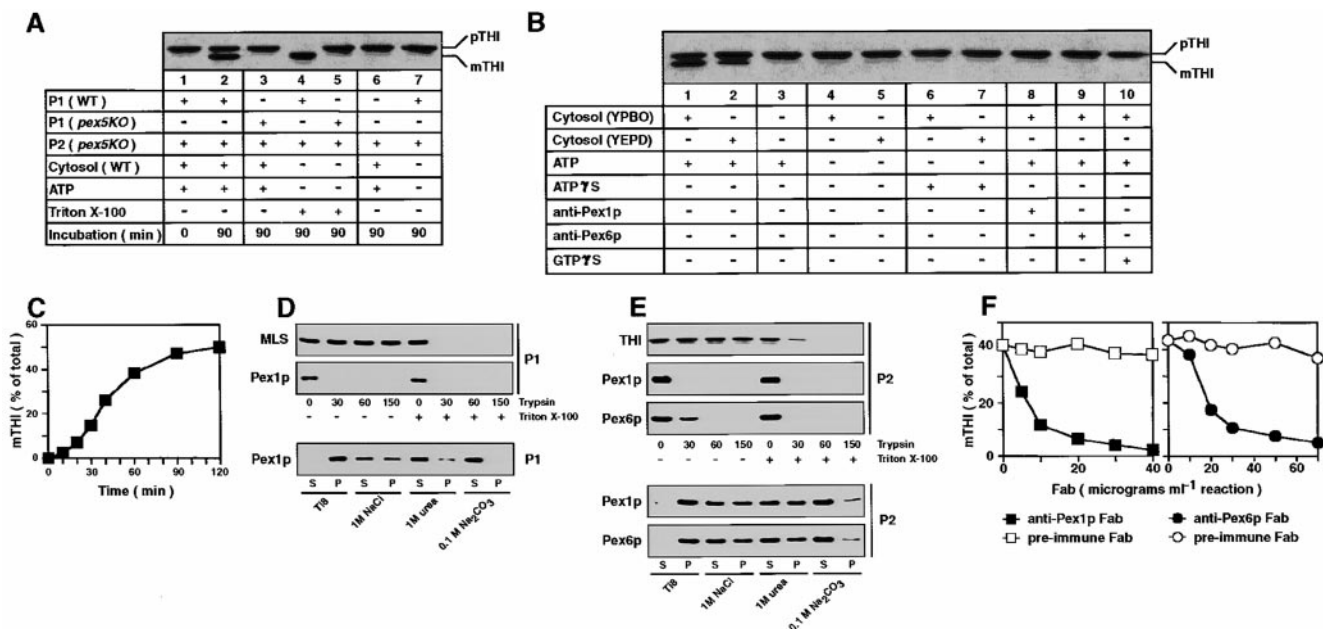 A
pTHI
mTHI
1 2 3 4 5 6 7
P1 ( WT ) + + - + - - +
P1 ( pex5KO ) - - + - + - -
P2 ( pex5KO ) + + + + + + +
Cytosol ( WT ) + + + - - + -
ATP + + + - - + -
Triton X-100 - - - + + - -
Incubation ( min ) 0 90 90 90 90 90 90
B
pTHI
mTHI
1 2 3 4 5 6 7 8 9 10
Cytosol (YPBO) + - - + - + - + + +
Cytosol (YEPD) - + - - + - + - - -
ATP + + + - - - - + + +
ATPγS - - - - - + + - - -
anti-Pex1p - - - - - - - + - -
anti-Pex6p - - - - - - - - + -
GTPγS - - - - - - - - - +
C
mTHI ( % of total )
60
40
20
0
0 30 60 90 120
Time ( min )
D
MLS
Pex1p
P1
0 30 60 150 0 30 60 150 Trypsin
- - - - + + + + Triton X-100
Pex1p
P1
S P S P S P S P
TI8 1M NaCl 1M urea 0.1 M Na2CO3
E
THI
Pex1p
Pex6p
P2
0 30 60 150 0 30 60 150 Trypsin
- - - - + + + + Triton X-100
Pex1p
Pex6p
P2
S P S P S P S P
TI8 1M NaCl 1M urea 0.1 M Na2CO3
F
mTHI ( % of total )
40
20
0
0 10 20 30 40 0 20 40 60
Fab ( micrograms ml⁻¹ reaction )
anti-Pex1p Fab
pre-immune Fab
anti-Pex6p Fab
pre-immune Fab